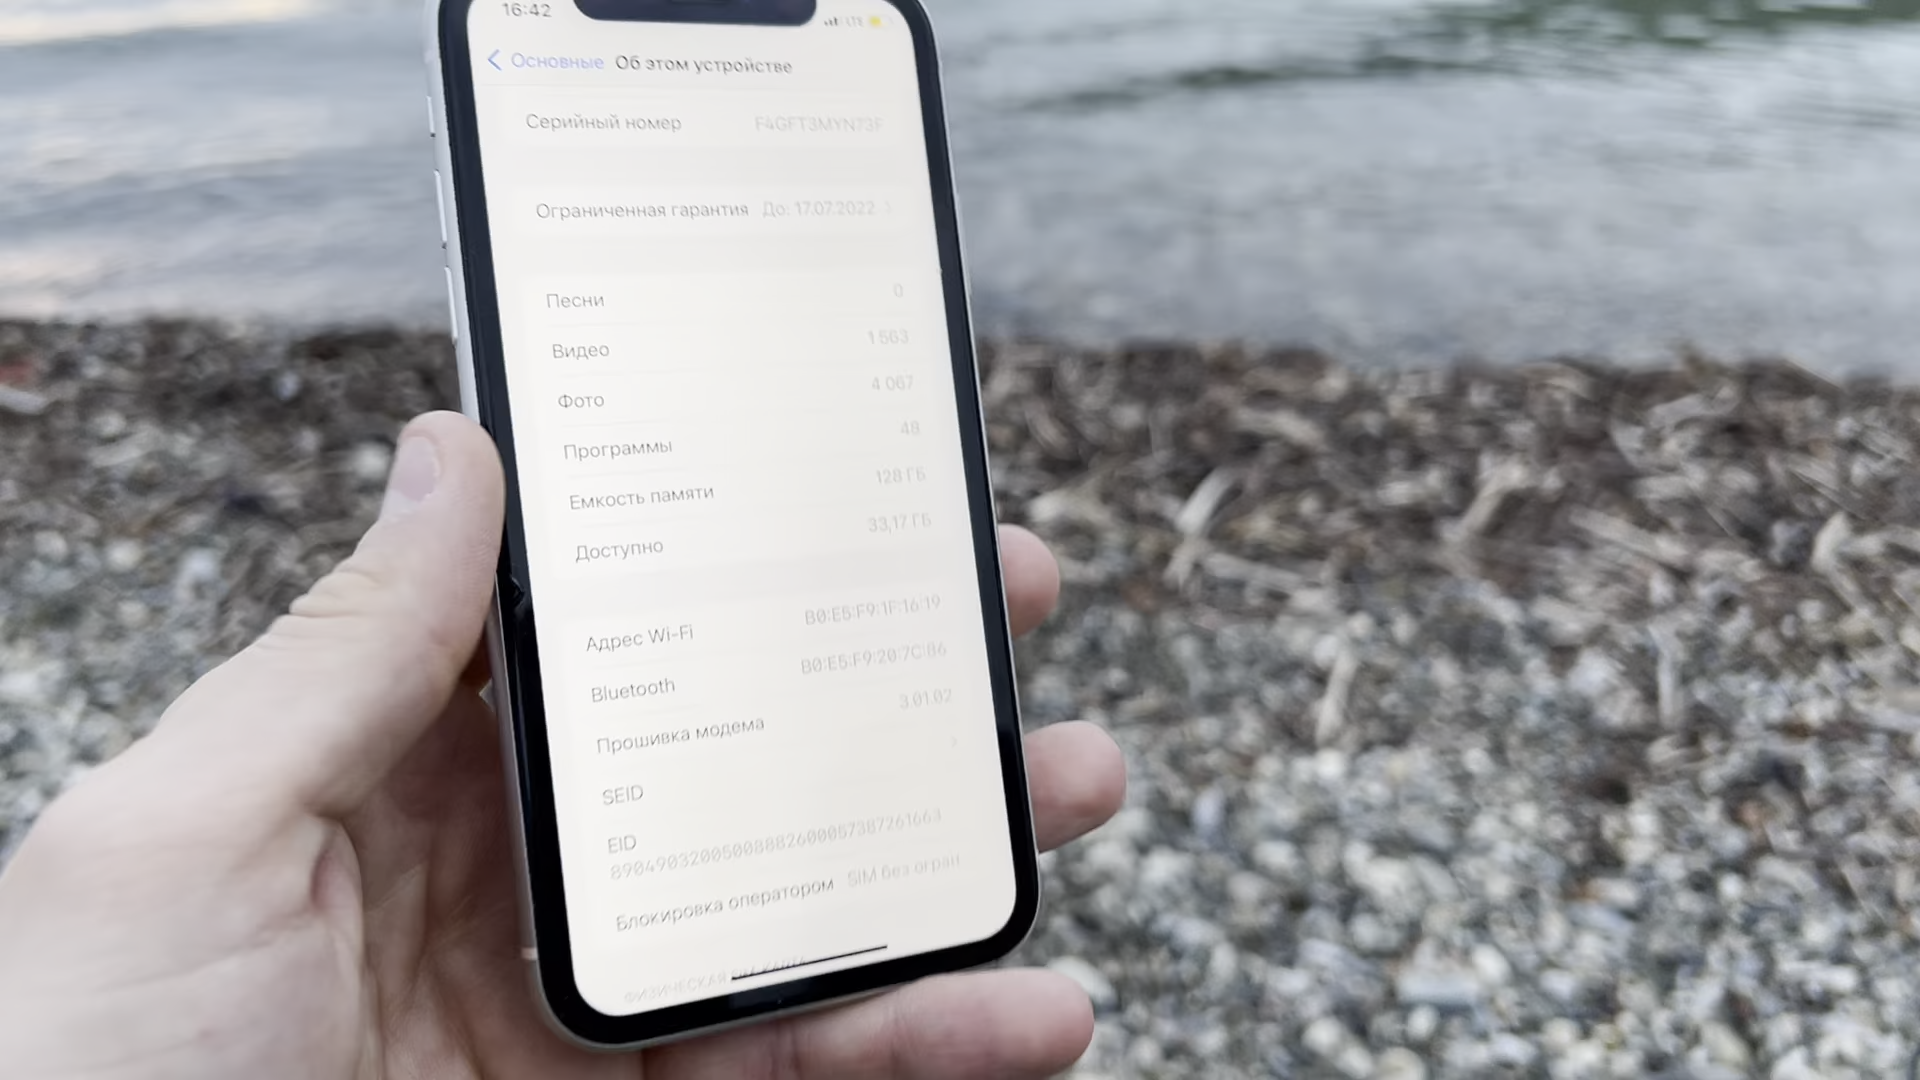 16:42
LTE
Основные Об этом устройстве
Серийный номер F4GFT3MYN73F
Ограниченная гарантия До: 17.07.2022
Песни 0
Видео 1 563
Фото 4 067
Программы 48
Емкость памяти 128 ГБ
Доступно 33,17 ГБ
Адрес Wi-Fi B0:E5:F9:1F:16:19
Bluetooth B0:E5:F9:20:7C:86
Прошивка модема 3.01.02
SEID
EID
89049032005008882600057387261663
Блокировка оператором SIM без огран
ФИЗИЧЕСКАЯ